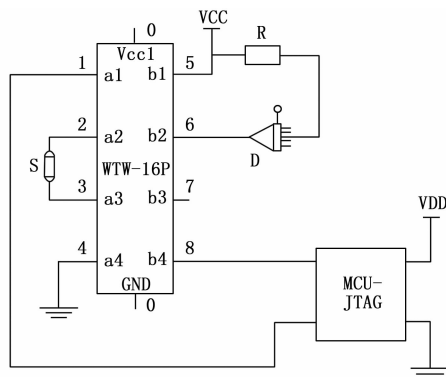 0
VCC
R
Vcc1
1 a1 b1 5
2 a2 b2 6
D
S
WTW-16P
3 a3 b3 7
VDD
4 a4 b4 8
MCU-
JTAG
GND
0